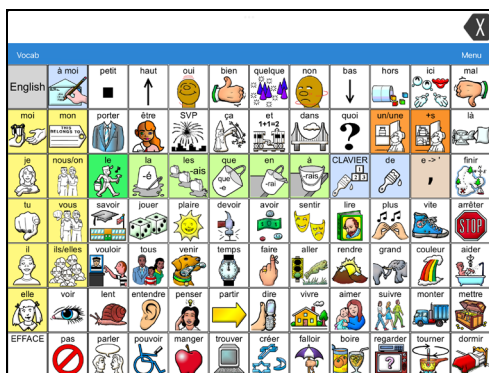 Vocab Menu
English à moi petit haut oui bien quelque non bas hors ici mal
moi mon porter être SVP ça et dans quoi un/une +s là
THIS BELONGS TO 1+1=2 ?
je nous/on le la les que en à CLAVIER de e -> ' finir
-é -ais que -e -rai -rais '
tu vous savoir jouer plaire devoir avoir sentir lire plus vite arrêter
STOP
il ils/elles vouloir tous venir temps faire aller rendre grand couleur aider
elle voir lent entendre penser partir dire vivre aimer suivre monter mettre
EFFACE pas parler pouvoir manger trouver créer falloir boire regarder tourner dormir
?